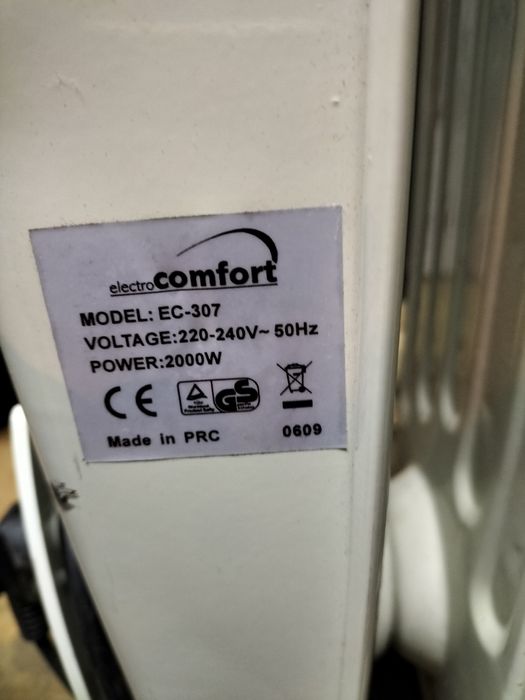 electrocomfort
MODEL: EC-307
VOLTAGE:220-240V~ 50Hz
POWER:2000W
CE GS
Made in PRC 0609